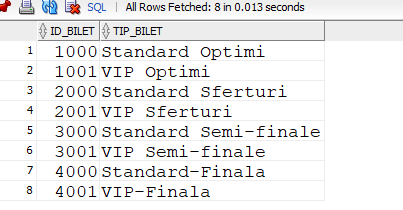 SQL | All Rows Fetched: 8 in 0.013 seconds
ID_BILET TIP_BILET
1 1000 Standard Optimi
2 1001 VIP Optimi
3 2000 Standard Sferturi
4 2001 VIP Sferturi
5 3000 Standard Semi-finale
6 3001 VIP Semi-finale
7 4000 Standard-Finala
8 4001 VIP-Finala